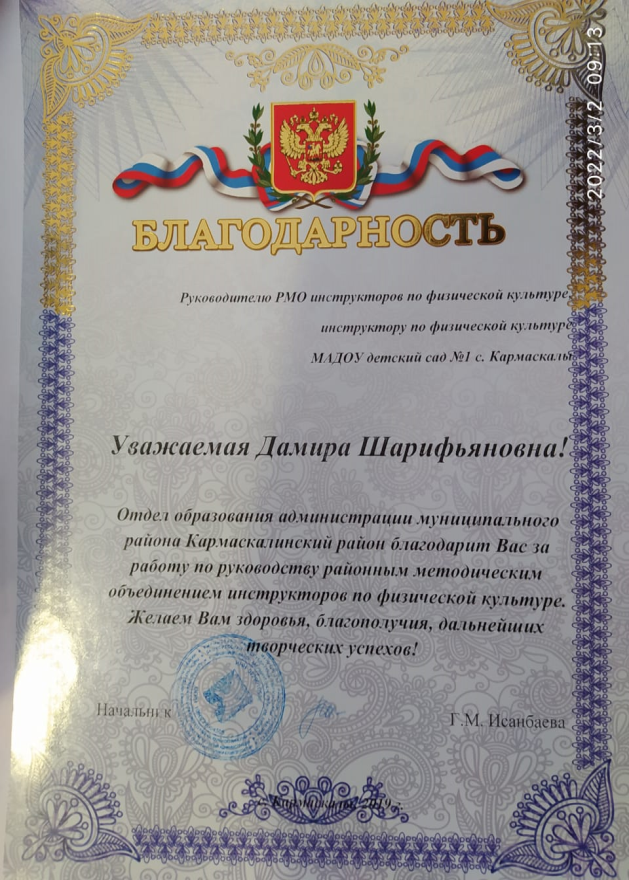 2022/3/2 09:13
БЛАГОДАРНОСТЬ
Руководителю РМО инструкторов по физической культуре,
инструктору по физической культуре
МАДОУ детский сад №1 с. Кармаскалы
Уважаемая Дамира Шарифьяновна!
Отдел образования администрации муниципального
района Кармаскалинский район благодарит Вас за
работу по руководству районным методическим
объединением инструкторов по физической культуре.
Желаем Вам здоровья, благополучия, дальнейших
творческих успехов!
Начальник
Г.М. Исанбаева
с. Кармаскалы, 2019 г.